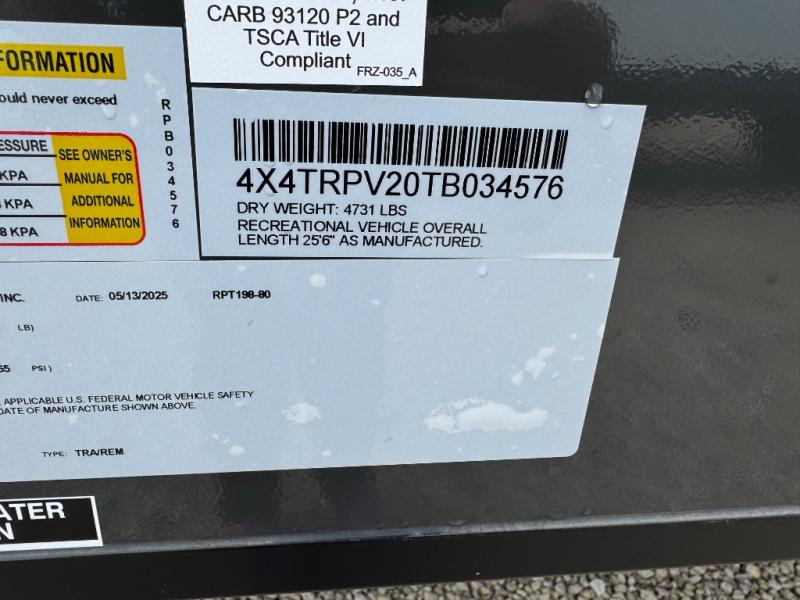 CARB 93120 P2 and
TSCA Title VI
Compliant
FRZ-035_A
FORMATION
ould never exceed
ESSURE
KPA
KPA
8 KPA
SEE OWNER'S
MANUAL FOR
ADDITIONAL
INFORMATION
RPB034576
4X4TRPV20TB034576
DRY WEIGHT: 4731 LBS
RECREATIONAL VEHICLE OVERALL
LENGTH 25'6" AS MANUFACTURED.
INC. DATE: 05/13/2025 RPT198-80
LB)
65 PSI)
APPLICABLE U.S. FEDERAL MOTOR VEHICLE SAFETY
DATE OF MANUFACTURE SHOWN ABOVE.
TYPE: TRA/REM
ATER
N